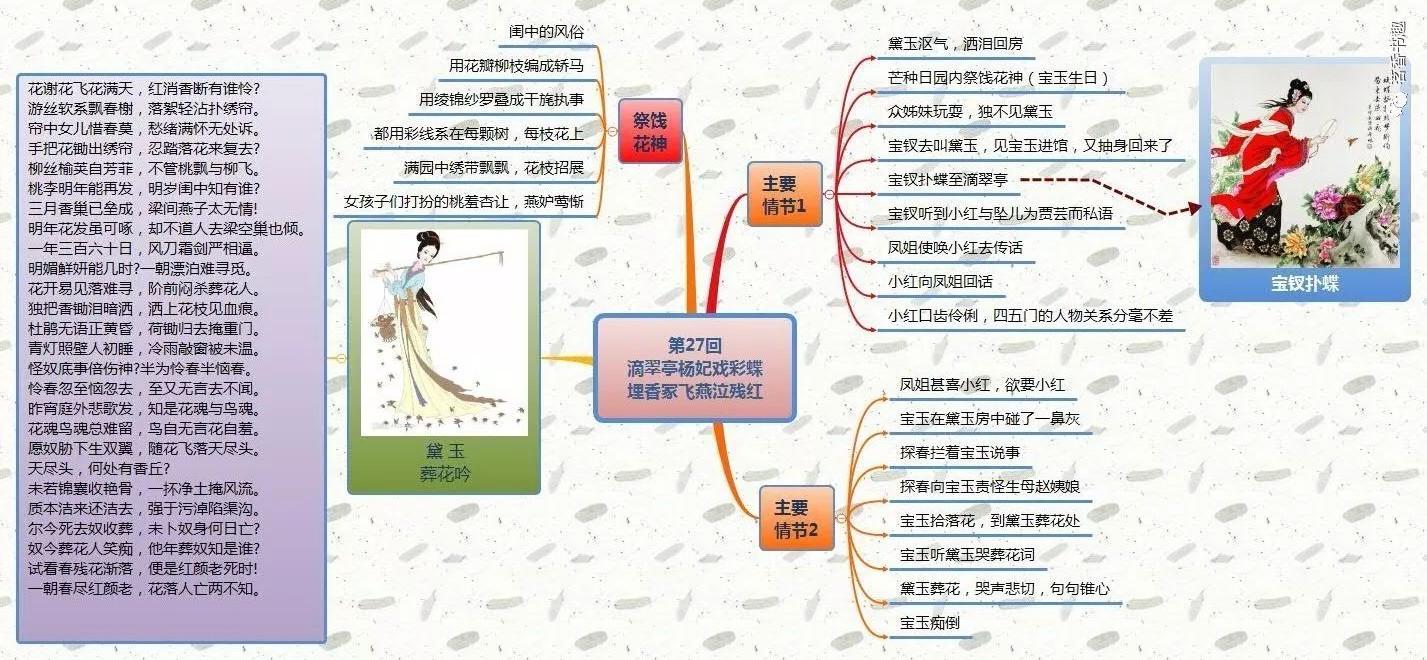 第27回
滴翠亭杨妃戏彩蝶
埋香冢飞燕泣残红
祭饯
花神
闺中的风俗
用花瓣柳枝编成轿马
用绫锦纱罗叠成干旄执事
都用彩线系在每颗树，每枝花上
满园中绣带飘飘，花枝招展
女孩子们打扮的桃羞杏让，燕妒莺惭
黛 玉
葬花吟
花谢花飞花满天，红消香断有谁怜?
游丝软系飘春榭，落絮轻沾扑绣帘。
帘中女儿惜春莫，愁绪满怀无处诉。
手把花锄出绣帘，忍踏落花来复去?
柳丝榆英自芳菲，不管桃飘与柳飞。
桃李明年能再发，明岁闺中知有谁?
三月香巢已垒成，梁间燕子太无情!
明年花发虽可啄，却不道人去梁空巢也倾。
一年三百六十日，风刀霜剑严相逼。
明媚鲜妍能几时?一朝漂泊难寻觅。
花开易见落难寻，阶前闷杀葬花人。
独把香锄泪暗洒，洒上花枝见血痕。
杜鹃无语正黄昏，荷锄归去掩重门。
青灯照壁人初睡，冷雨敲窗被未温。
怪奴底事倍伤神?半为怜春半恼春。
怜春忽至恼忽去，至又无言去不闻。
昨宵庭外悲歌发，知是花魂与鸟魂。
花魂鸟魂总难留，鸟自无言花自羞。
愿奴胁下生双翼，随花飞落天尽头。
天尽头，何处有香丘?
未若锦囊收艳骨，一抔净土掩风流。
质本洁来还洁去，强于污淖陷渠沟。
尔今死去奴收葬，未卜奴身何日亡?
奴今葬花人笑痴，他年葬奴知是谁?
试看春残花渐落，便是红颜老死时!
一朝春尽红颜老，花落人亡两不知。
主要
情节1
黛玉沤气，洒泪回房
芒种日园内祭饯花神（宝玉生日）
众姊妹玩耍，独不见黛玉
宝钗去叫黛玉，见宝玉进馆，又抽身回来了
宝钗扑蝶至滴翠亭
宝钗听到小红与坠儿为贾芸而私语
凤姐使唤小红去传话
小红向凤姐回话
小红口齿伶俐，四五门的人物关系分毫不差
宝钗扑蝶
主要
情节2
凤姐甚喜小红，欲要小红
宝玉在黛玉房中碰了一鼻灰
探春拦着宝玉说事
探春向宝玉责怪生母赵姨娘
宝玉拾落花，到黛玉葬花处
宝玉听黛玉哭葬花词
黛玉葬花，哭声悲切，句句锥心
宝玉痴倒